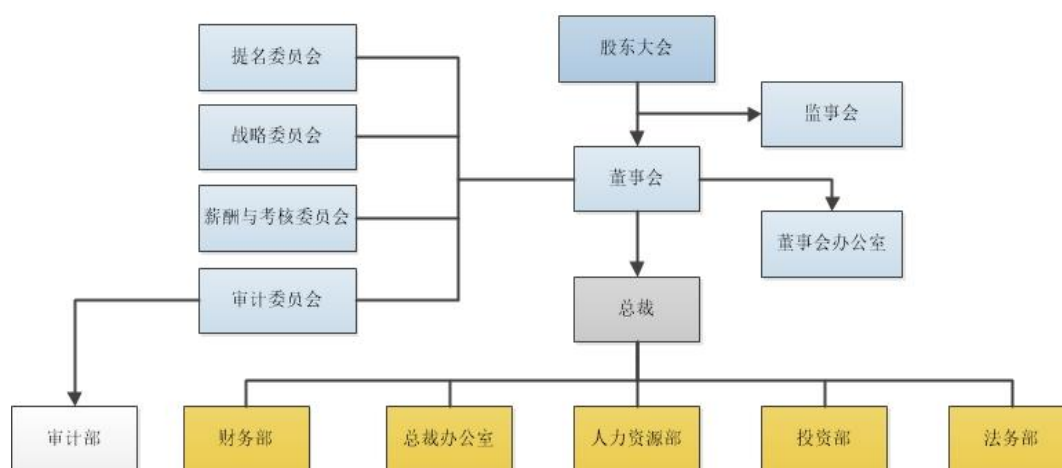 股东大会
提名委员会
监事会
战略委员会
董事会
薪酬与考核委员会
董事会办公室
审计委员会
总裁
审计部
财务部
总裁办公室
人力资源部
投资部
法务部